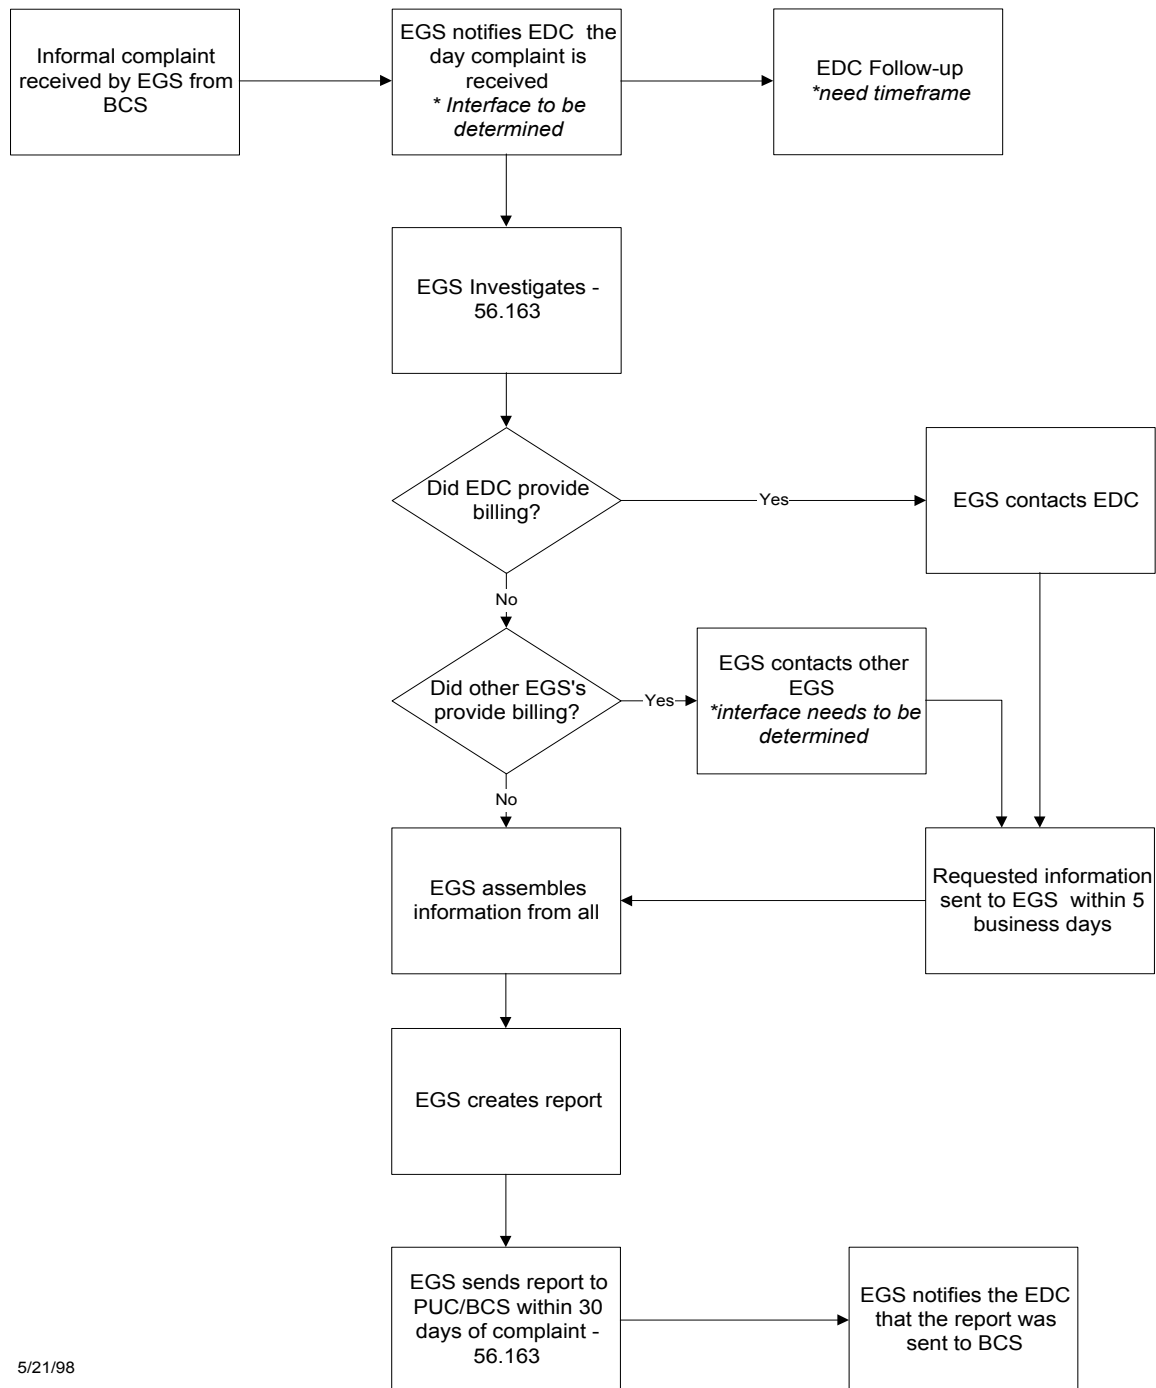 Informal complaint
received by EGS from
BCS
EGS notifies EDC the
day complaint is
received
* Interface to be
determined
EDC Follow-up
*need timeframe
EGS Investigates -
56.163
Did EDC provide
billing?
Yes
EGS contacts EDC
No
Did other EGS's
provide billing?
Yes
EGS contacts other
EGS
*interface needs to be
determined
No
EGS assembles
information from all
Requested information
sent to EGS within 5
business days
EGS creates report
EGS sends report to
PUC/BCS within 30
days of complaint -
56.163
EGS notifies the EDC
that the report was
sent to BCS
5/21/98